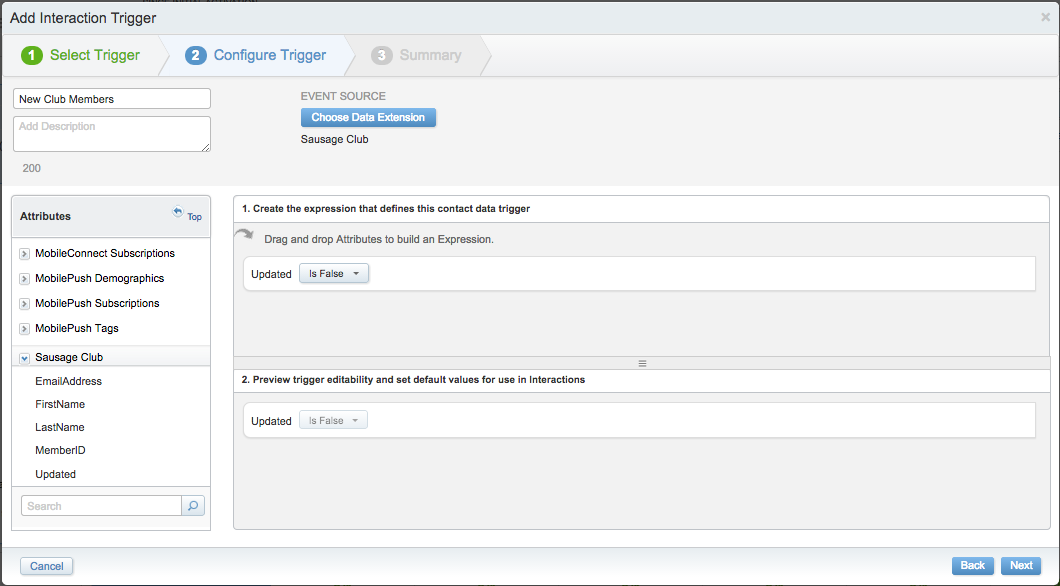 Add Interaction Trigger
1 Select Trigger
2 Configure Trigger
3 Summary
New Club Members
Add Description
200
EVENT SOURCE
Choose Data Extension
Sausage Club
Attributes
Top
MobileConnect Subscriptions
MobilePush Demographics
MobilePush Subscriptions
MobilePush Tags
Sausage Club
EmailAddress
FirstName
LastName
MemberID
Updated
Search
1. Create the expression that defines this contact data trigger
Drag and drop Attributes to build an Expression.
Updated Is False
2. Preview trigger editability and set default values for use in Interactions
Updated Is False
Cancel
Back
Next